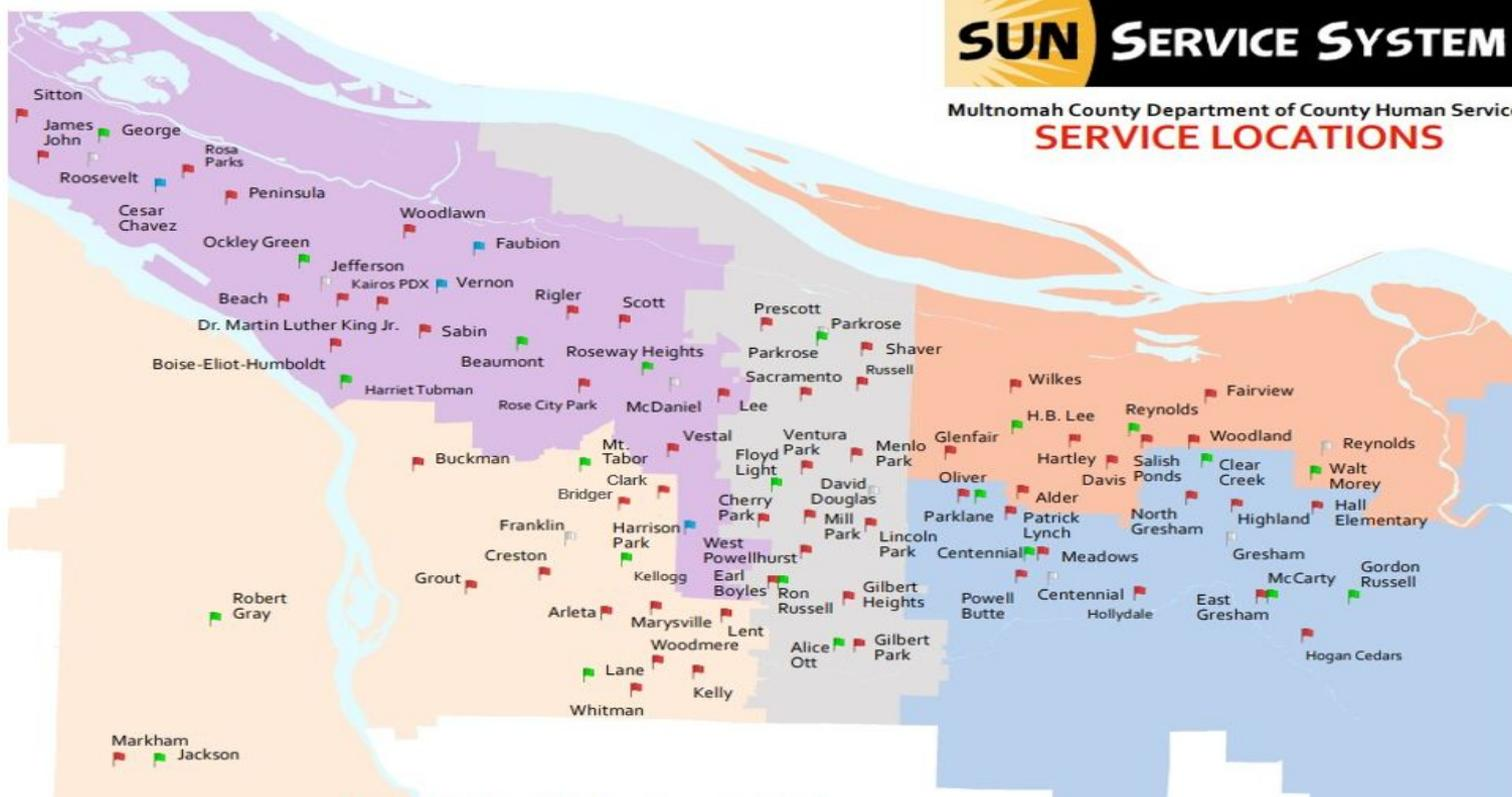 SUN SERVICE SYSTEM
Multnomah County Department of County Human Servic
SERVICE LOCATIONS
Sitton
James
John
George
Rosa
Parks
Roosevelt
Peninsula
Cesar
Chavez
Woodlawn
Ockley Green
Faubion
Jefferson
Kairos PDX
Vernon
Beach
Rigler
Scott
Prescott
Dr. Martin Luther King Jr.
Sabin
Parkrose
Boise-Eliot-Humboldt
Beaumont
Roseway Heights
Parkrose
Shaver
Harriet Tubman
Sacramento
Russell
Rose City Park
McDaniel
Lee
Wilkes
Fairview
H.B. Lee
Reynolds
Buckman
Mt.
Tabor
Vestal
Ventura
Park
Menlo
Park
Glenfair
Woodland
Reynolds
Floyd
Light
Hartley
Davis
Salish
Ponds
Clear
Creek
Walt
Morey
Clark
Bridger
David
Douglas
Oliver
Alder
Cherry
Park
Mill
Park
Parklane
Patrick
Lynch
North
Gresham
Highland
Hall
Elementary
Franklin
Harrison
Park
Lincoln
Park
West
Powellhurst
Centennial
Meadows
Gresham
Creston
Grout
Kellogg
Earl
Boyles
Ron
Russell
Gilbert
Heights
Powell
Butte
Centennial
Hollydale
East
Gresham
McCarty
Gordon
Russell
Robert
Gray
Arleta
Marysville
Lent
Woodmere
Alice
Ott
Gilbert
Park
Hogan Cedars
Lane
Kelly
Whitman
Markham
Jackson